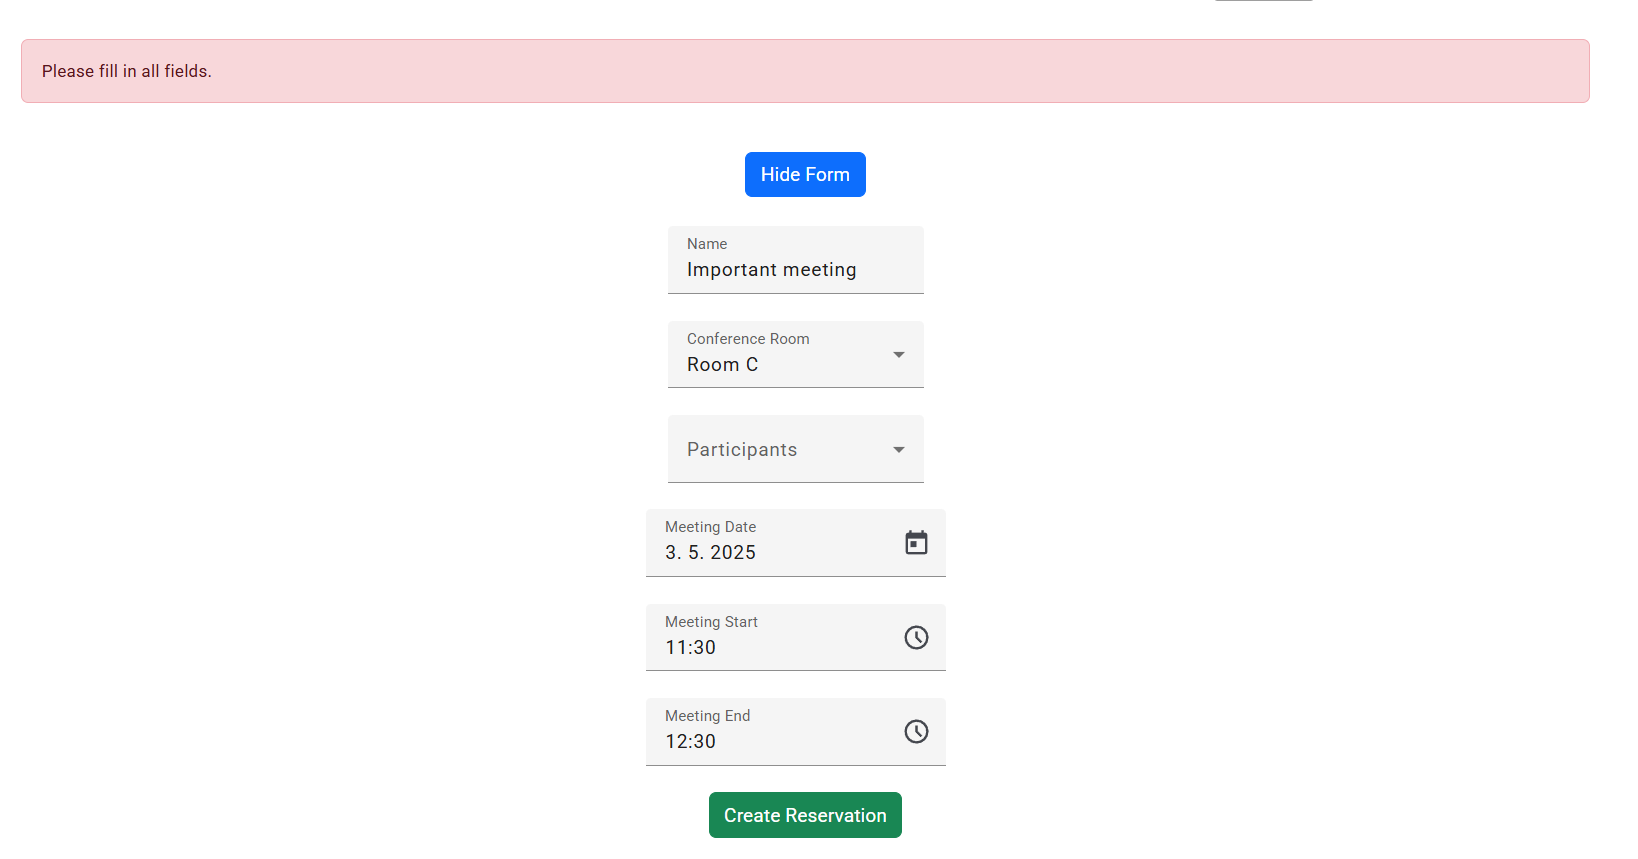 Please fill in all fields.
Hide Form
Name
Important meeting
Conference Room
Room C
Participants
Meeting Date
3. 5. 2025
Meeting Start
11:30
Meeting End
12:30
Create Reservation